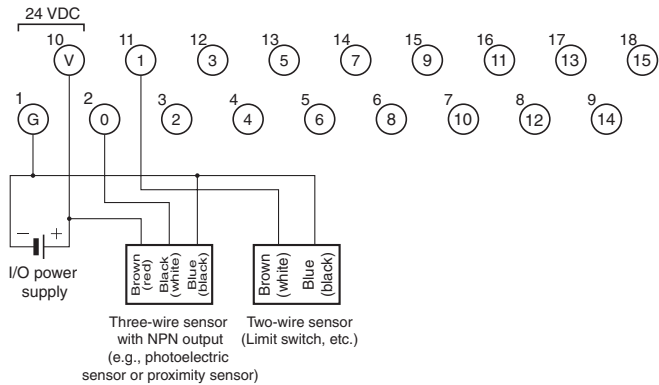 24 VDC
10 11 12 13 14 15 16 17 18
V 1 3 5 7 9 11 13 15
1 2 3 4 5 6 7 8 9
G 0 2 4 6 8 10 12 14
− +
I/O power
supply
Brown
(red)
Black
(white)
Blue
(black)
Brown
(white)
Blue
(black)
Three-wire sensor
with NPN output
(e.g., photoelectric
sensor or proximity sensor)
Two-wire sensor
(Limit switch, etc.)